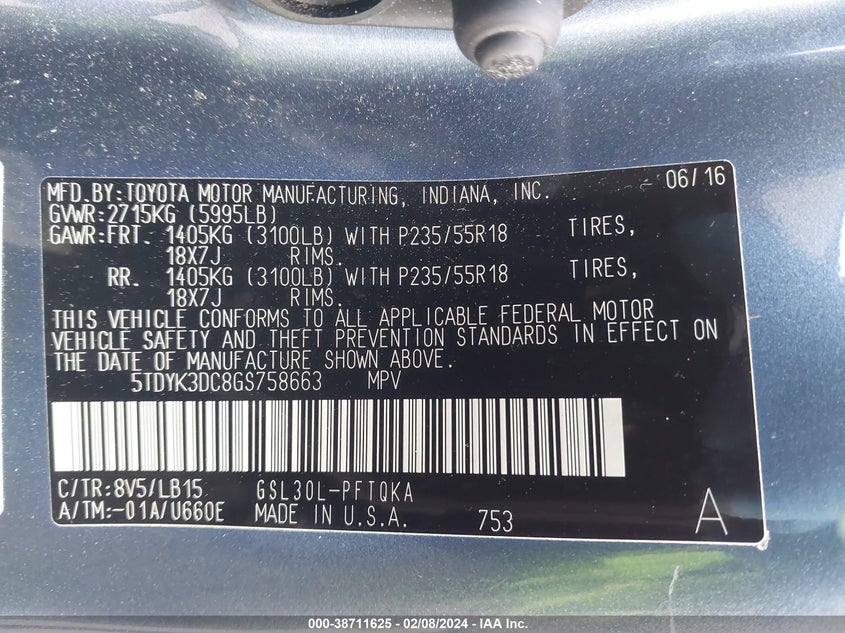 MFD.BY:TOYOTA MOTOR MANUFACTURING, INDIANA, INC. 06/16
GVWR:2715KG (5995LB)
GAWR:FRT. 1405KG (3100LB) WITH P235/55R18 TIRES,
18X7J RIMS.
RR. 1405KG (3100LB) WITH P235/55R18 TIRES,
18X7J RIMS.
THIS VEHICLE CONFORMS TO ALL APPLICABLE FEDERAL MOTOR
VEHICLE SAFETY AND THEFT PREVENTION STANDARDS IN EFFECT ON
THE DATE OF MANUFACTURE SHOWN ABOVE.
5TDYK3DC8GS758663 MPV
C/TR:8V5/LB15 GSL30L-PFTQKA
A/TM:-01A/U660E MADE IN U.S.A. 753 A
000-38711625 - 02/08/2024 - IAA Inc.